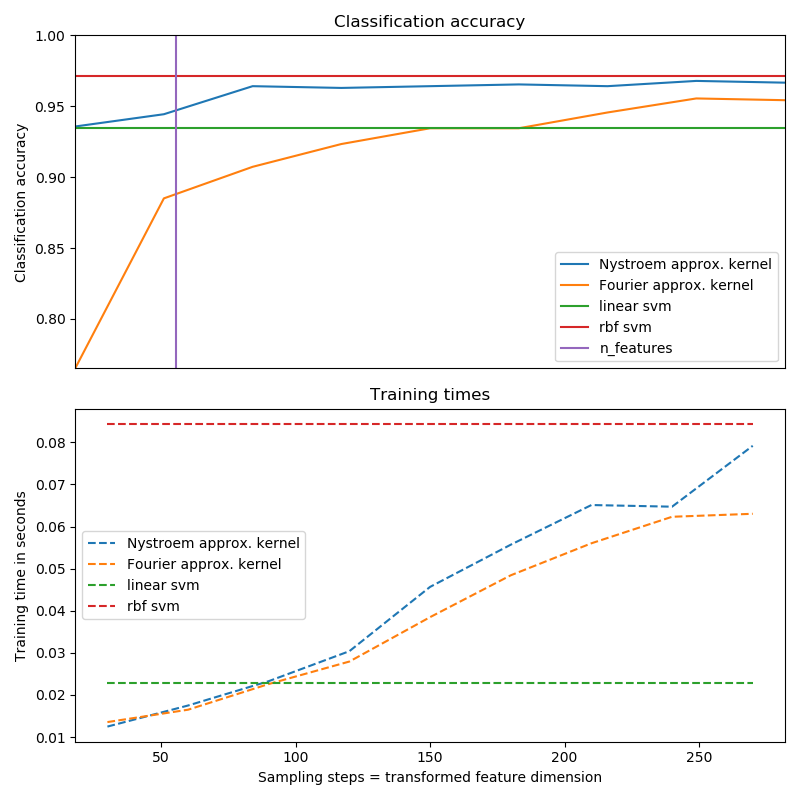 Classification accuracy
1.00
0.95
0.90
0.85
0.80
Classification accuracy
Nystroem approx. kernel
Fourier approx. kernel
linear svm
rbf svm
n_features
Training times
0.08
0.07
0.06
0.05
0.04
0.03
0.02
0.01
Training time in seconds
Nystroem approx. kernel
Fourier approx. kernel
linear svm
rbf svm
50 100 150 200 250
Sampling steps = transformed feature dimension